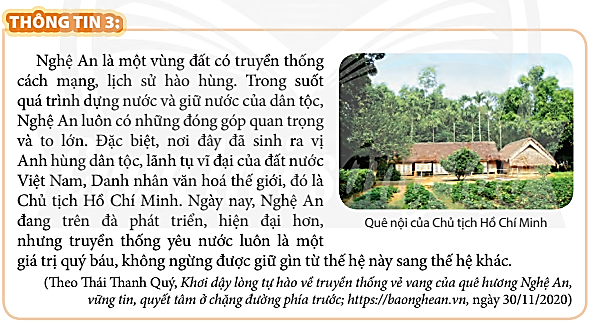 THÔNG TIN 3:
Nghệ An là một vùng đất có truyền thống
cách mạng, lịch sử hào hùng. Trong suốt
quá trình dựng nước và giữ nước của dân tộc,
Nghệ An luôn có những đóng góp quan trọng
và to lớn. Đặc biệt, nơi đây đã sinh ra vị
Anh hùng dân tộc, lãnh tụ vĩ đại của đất nước
Việt Nam, Danh nhân văn hoá thế giới, đó là
Chủ tịch Hồ Chí Minh. Ngày nay, Nghệ An
đang trên đà phát triển, hiện đại hơn,
nhưng truyền thống yêu nước luôn là một
giá trị quý báu, không ngừng được giữ gìn từ thế hệ này sang thế hệ khác.
Quê nội của Chủ tịch Hồ Chí Minh
(Theo Thái Thanh Quý, Khơi dậy lòng tự hào về truyền thống vẻ vang của quê hương Nghệ An,
vững tin, quyết tâm ở chặng đường phía trước; https://baonghean.vn, ngày 30/11/2020)